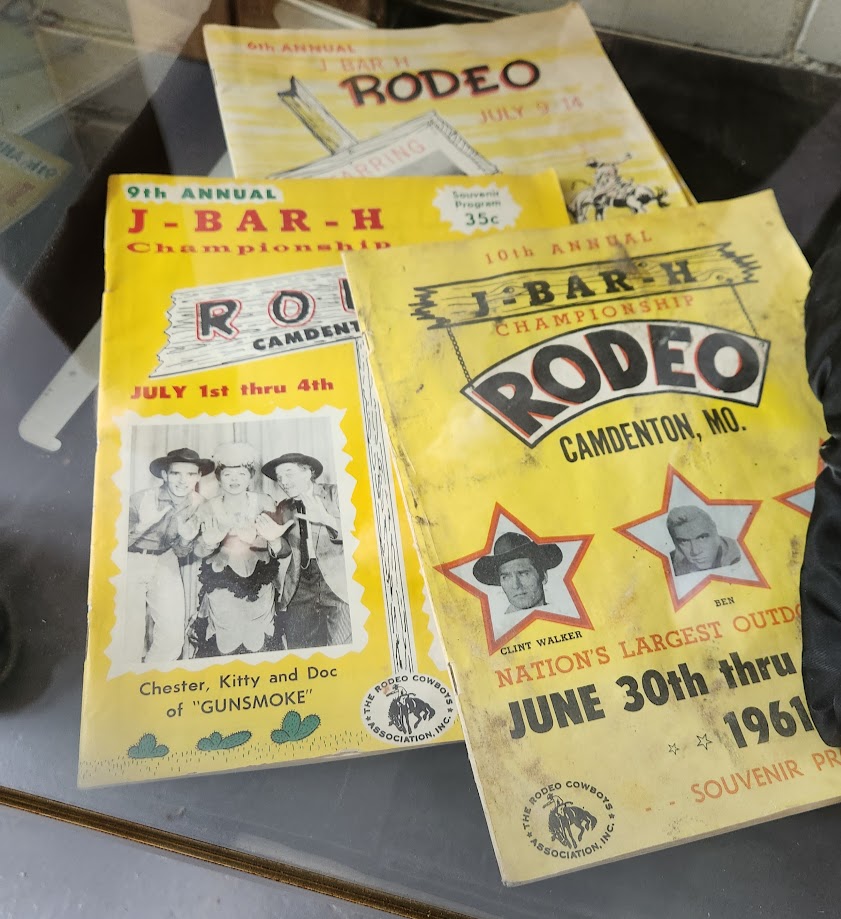 6th ANNUAL
J BAR H
RODEO
JULY 9-14
STARRING
9th ANNUAL
J-BAR-H
Championship
Souvenir
Program
35c
RO
CAMDENT
JULY 1st thru 4th
Chester, Kitty and Doc
of "GUNSMOKE"
THE RODEO COWBOYS
ASSOCIATION, INC.
10th ANNUAL
J-BAR-H
CHAMPIONSHIP
RODEO
CAMDENTON, MO.
CLINT WALKER
BEN
NATION'S LARGEST OUTDO
JUNE 30th thru
1961
SOUVENIR PR
THE RODEO COWBOYS
ASSOCIATION, INC.